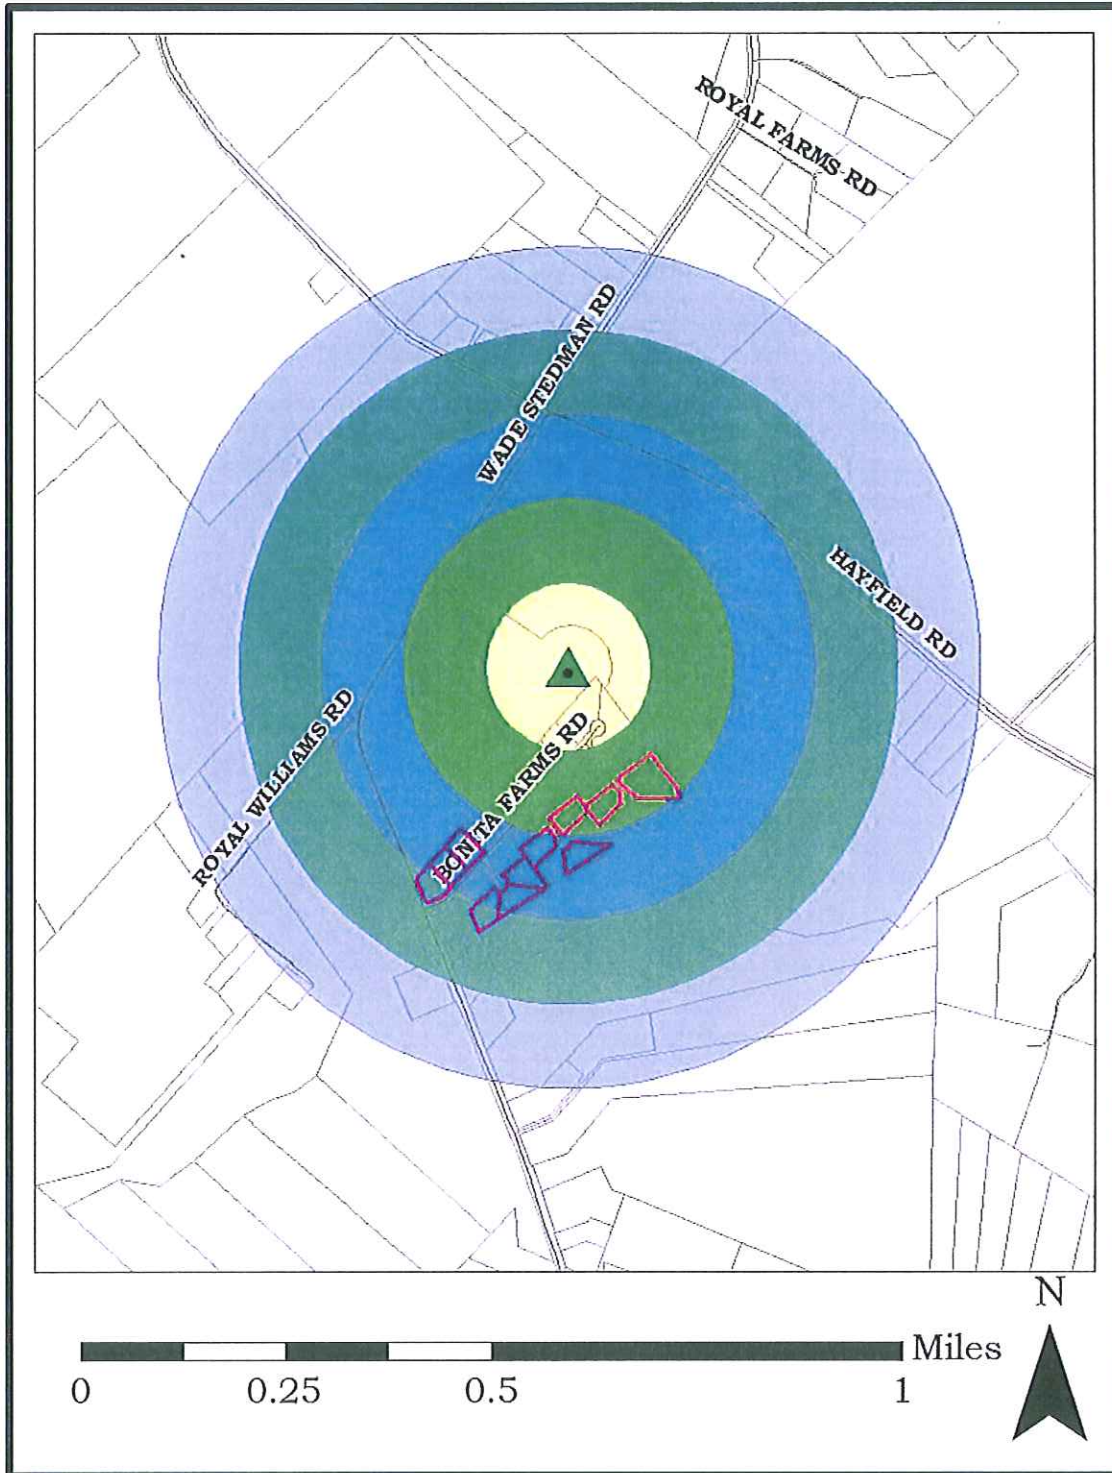 ROYAL FARMS RD
WADE STEDMAN RD
HAYFIELD RD
ROYAL WILLIAMS RD
BONITA FARMS RD
N
Miles
0 0.25 0.5 1